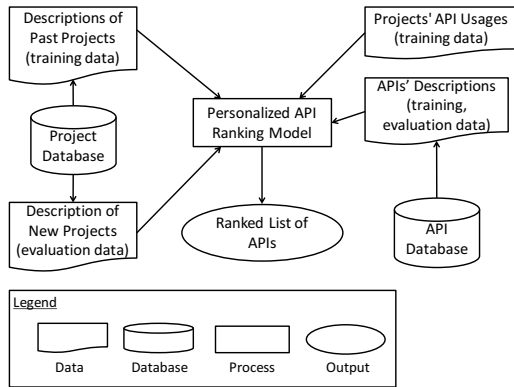 Descriptions of
Past Projects
(training data)
Projects' API Usages
(training data)
APIs’ Descriptions
(training,
evaluation data)
Personalized API
Ranking Model
Project
Database
Description of
New Projects
(evaluation data)
Ranked List of
APIs
API
Database
Legend
Data
Database
Process
Output